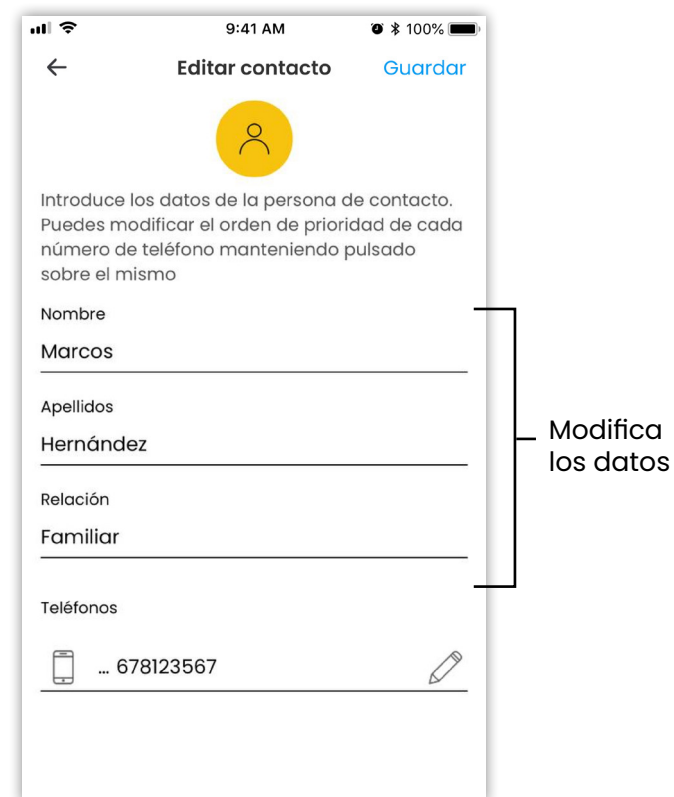 9:41 AM
100%
Editar contacto
Guardar
Introduce los datos de la persona de contacto.
Puedes modificar el orden de prioridad de cada
número de teléfono manteniendo pulsado
sobre el mismo
Nombre
Marcos
Apellidos
Hernández
Relación
Familiar
Modifica
los datos
Teléfonos
... 678123567